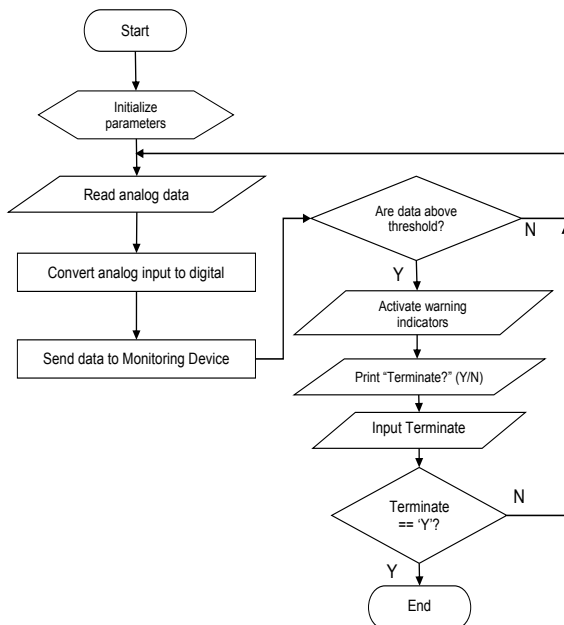 Start
Initialize
parameters
Read analog data
Convert analog input to digital
Send data to Monitoring Device
Are data above
threshold?
N
Y
Activate warning
indicators
Print “Terminate?” (Y/N)
Input Terminate
Terminate
== ‘Y’?
N
Y
End